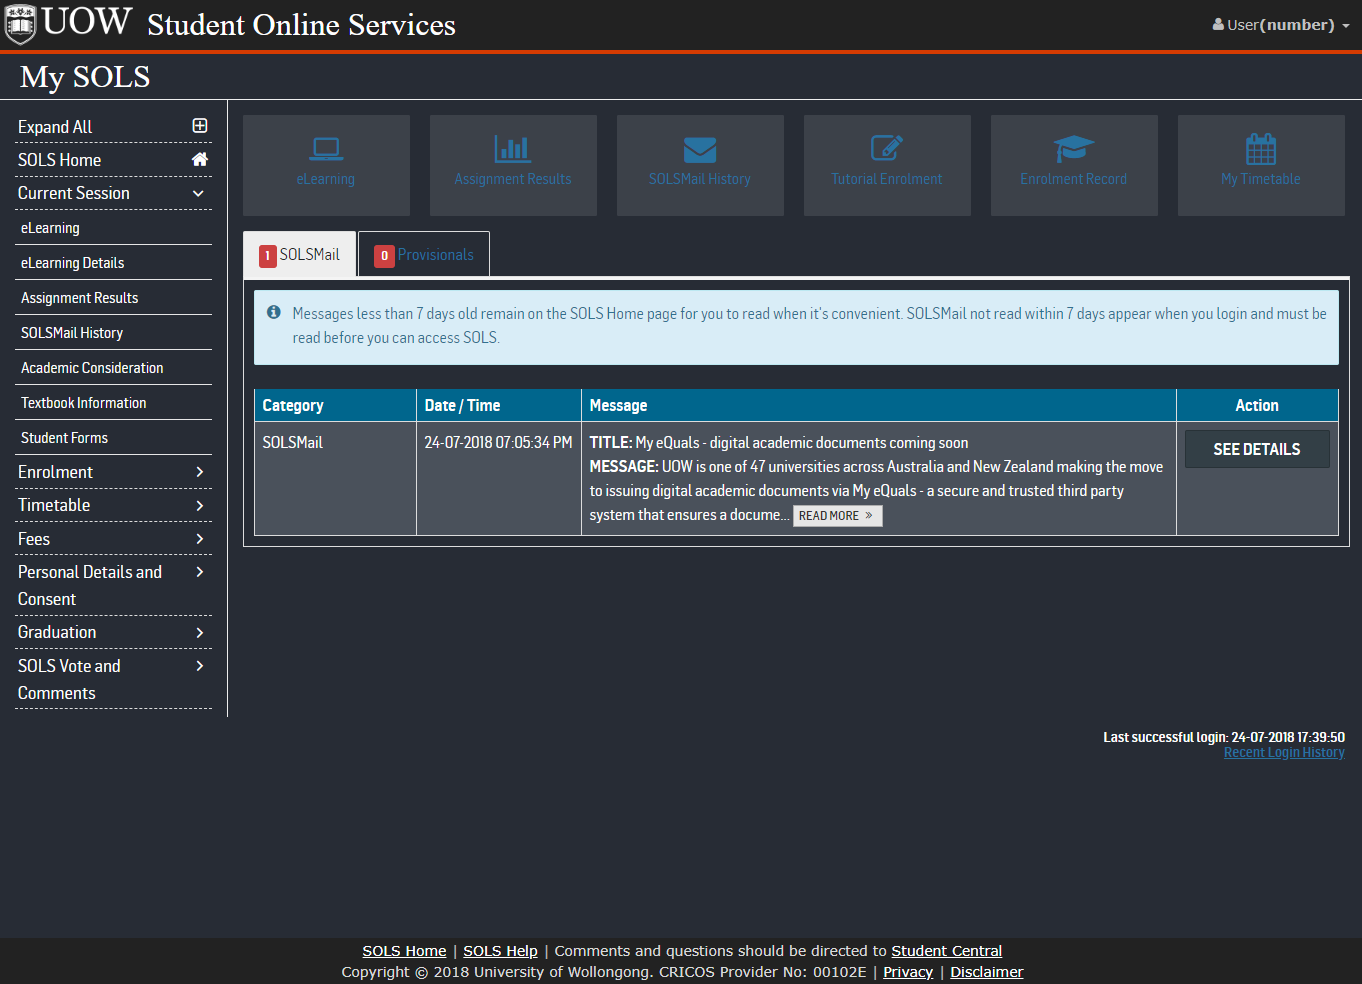 UOW Student Online Services
User(number)
My SOLS
Expand All
SOLS Home
Current Session
eLearning
eLearning Details
Assignment Results
SOLSMail History
Academic Consideration
Textbook Information
Student Forms
Enrolment
Timetable
Fees
Personal Details and
Consent
Graduation
SOLS Vote and
Comments
eLearning
Assignment Results
SOLSMail History
Tutorial Enrolment
Enrolment Record
My Timetable
1 SOLSMail
0 Provisionals
Messages less than 7 days old remain on the SOLS Home page for you to read when it's convenient. SOLSMail not read within 7 days appear when you login and must be
read before you can access SOLS.
Category Date / Time Message Action
SOLSMail
24-07-2018 07:05:34 PM
TITLE: My eQuals - digital academic documents coming soon
MESSAGE: UOW is one of 47 universities across Australia and New Zealand making the move
to issuing digital academic documents via My eQuals - a secure and trusted third party
system that ensures a docume... READ MORE »
SEE DETAILS
Last successful login: 24-07-2018 17:39:50
Recent Login History
SOLS Home | SOLS Help | Comments and questions should be directed to Student Central
Copyright © 2018 University of Wollongong. CRICOS Provider No: 00102E | Privacy | Disclaimer